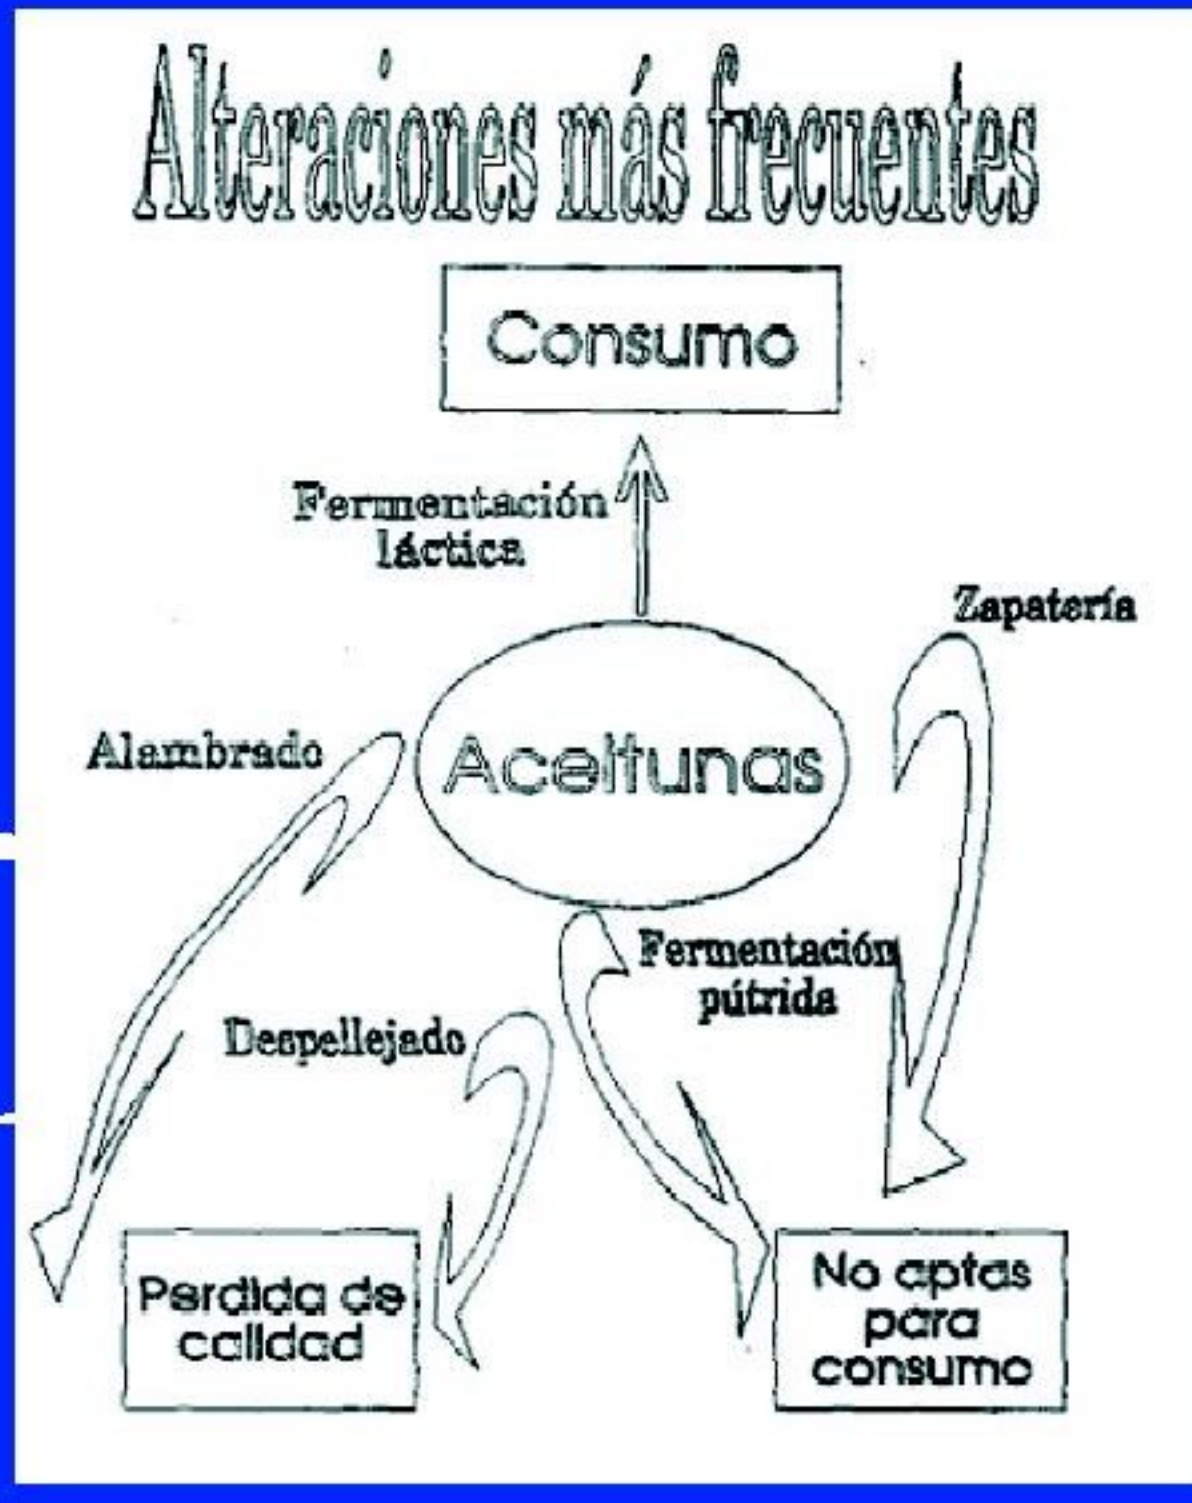 Alteraciones más frecuentes
Consumo
Fermentación
láctica
Zapatería
Alambrado
Aceitunas
Fermentación
pútrida
Despellejado
Perdida de
calidad
No aptas
para
consumo